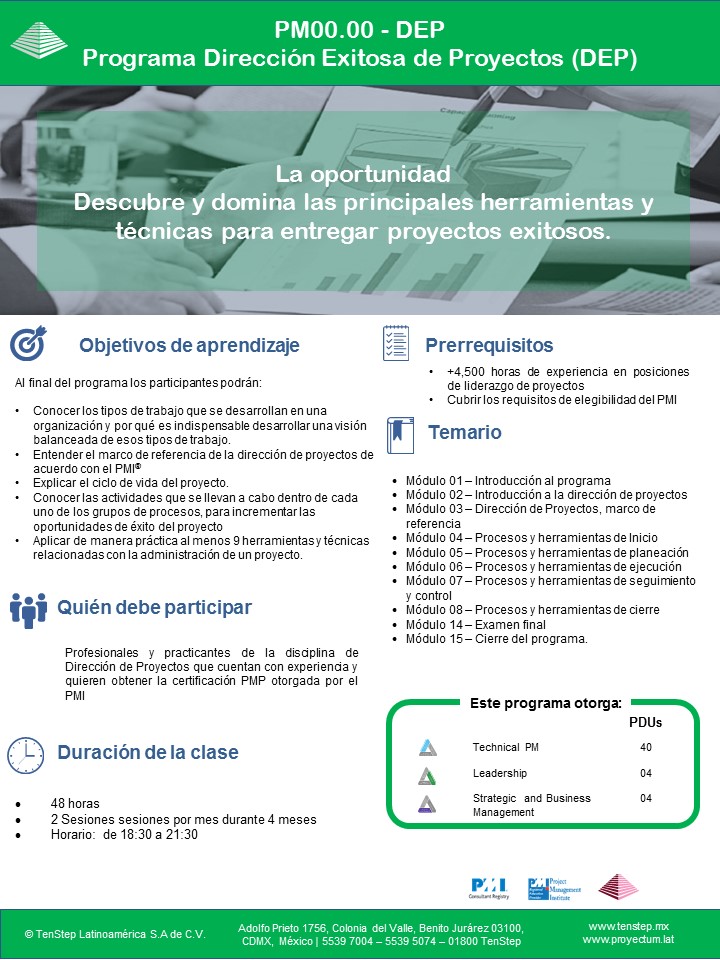 PM00.00 - DEP
Programa Dirección Exitosa de Proyectos (DEP)
La oportunidad
Descubre y domina las principales herramientas y
técnicas para entregar proyectos exitosos.
Objetivos de aprendizaje
Al final del programa los participantes podrán:
• Conocer los tipos de trabajo que se desarrollan en una
organización y por qué es indispensable desarrollar una visión
balanceada de esos tipos de trabajo.
• Entender el marco de referencia de la dirección de proyectos de
acuerdo con el PMI®
• Explicar el ciclo de vida del proyecto.
• Conocer las actividades que se llevan a cabo dentro de cada
uno de los grupos de procesos, para incrementar las
oportunidades de éxito del proyecto
• Aplicar de manera práctica al menos 9 herramientas y técnicas
relacionadas con la administración de un proyecto.
Quién debe participar
Profesionales y practicantes de la disciplina de
Dirección de Proyectos que cuentan con experiencia y
quieren obtener la certificación PMP otorgada por el
PMI
Duración de la clase
• 48 horas
• 2 Sesiones sesiones por mes durante 4 meses
• Horario: de 18:30 a 21:30
Prerrequisitos
• +4,500 horas de experiencia en posiciones
de liderazgo de proyectos
• Cubrir los requisitos de elegibilidad del PMI
Temario
• Módulo 01 – Introducción al programa
• Módulo 02 – Introducción a la dirección de proyectos
• Módulo 03 – Dirección de Proyectos, marco de
referencia
• Módulo 04 – Procesos y herramientas de Inicio
• Módulo 05 – Procesos y herramientas de planeación
• Módulo 06 – Procesos y herramientas de ejecución
• Módulo 07 – Procesos y herramientas de seguimiento
y control
• Módulo 08 – Procesos y herramientas de cierre
• Módulo 14 – Examen final
• Módulo 15 – Cierre del programa.
Este programa otorga:
PDUs
Technical PM 40
Leadership 04
Strategic and Business 04
Management
PMI
Consultant Registry
PMI Project
Management
Institute
© TenStep Latinoamérica S.A de C.V.
Adolfo Prieto 1756, Colonia del Valle, Benito Jurárez 03100,
CDMX, México | 5539 7004 – 5539 5074 – 01800 TenStep
www.tenstep.mx
www.proyectum.lat